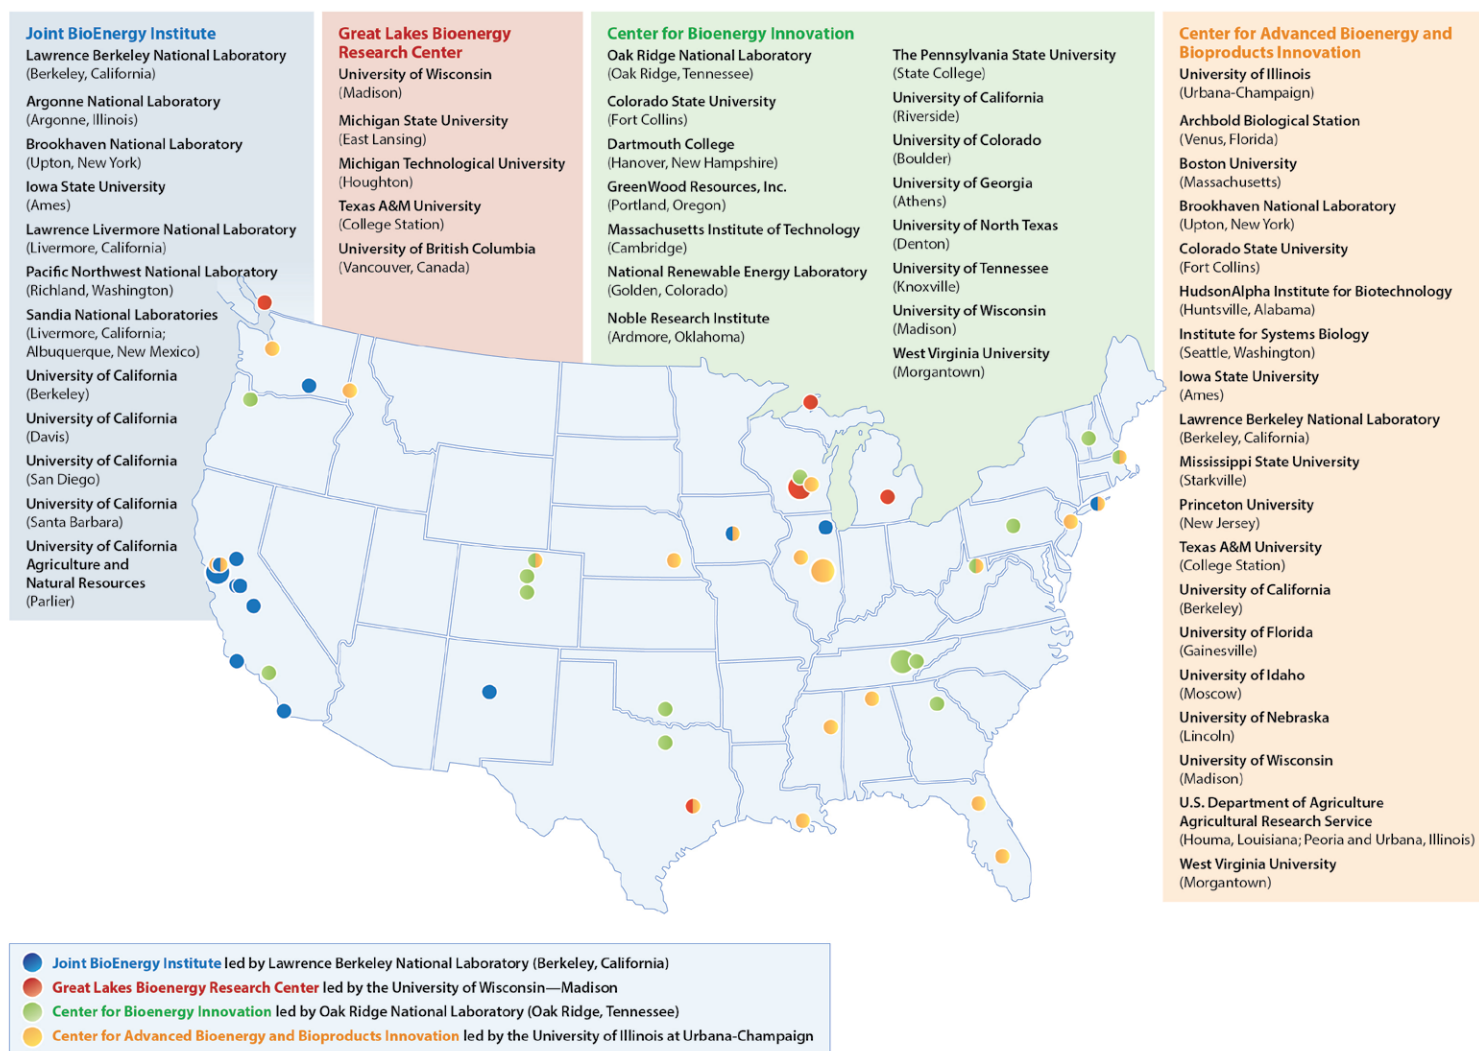 Joint BioEnergy Institute
Lawrence Berkeley National Laboratory
(Berkeley, California)
Argonne National Laboratory
(Argonne, Illinois)
Brookhaven National Laboratory
(Upton, New York)
Iowa State University
(Ames)
Lawrence Livermore National Laboratory
(Livermore, California)
Pacific Northwest National Laboratory
(Richland, Washington)
Sandia National Laboratories
(Livermore, California;
Albuquerque, New Mexico)
University of California
(Berkeley)
University of California
(Davis)
University of California
(San Diego)
University of California
(Santa Barbara)
University of California
Agriculture and
Natural Resources
(Parlier)
Great Lakes Bioenergy
Research Center
University of Wisconsin
(Madison)
Michigan State University
(East Lansing)
Michigan Technological University
(Houghton)
Texas A&M University
(College Station)
University of British Columbia
(Vancouver, Canada)
Center for Bioenergy Innovation
Oak Ridge National Laboratory
(Oak Ridge, Tennessee)
Colorado State University
(Fort Collins)
Dartmouth College
(Hanover, New Hampshire)
GreenWood Resources, Inc.
(Portland, Oregon)
Massachusetts Institute of Technology
(Cambridge)
National Renewable Energy Laboratory
(Golden, Colorado)
Noble Research Institute
(Ardmore, Oklahoma)
The Pennsylvania State University
(State College)
University of California
(Riverside)
University of Colorado
(Boulder)
University of Georgia
(Athens)
University of North Texas
(Denton)
University of Tennessee
(Knoxville)
University of Wisconsin
(Madison)
West Virginia University
(Morgantown)
Center for Advanced Bioenergy and
Bioproducts Innovation
University of Illinois
(Urbana-Champaign)
Archbold Biological Station
(Venus, Florida)
Boston University
(Massachusetts)
Brookhaven National Laboratory
(Upton, New York)
Colorado State University
(Fort Collins)
HudsonAlpha Institute for Biotechnology
(Huntsville, Alabama)
Institute for Systems Biology
(Seattle, Washington)
Iowa State University
(Ames)
Lawrence Berkeley National Laboratory
(Berkeley, California)
Mississippi State University
(Starkville)
Princeton University
(New Jersey)
Texas A&M University
(College Station)
University of California
(Berkeley)
University of Florida
(Gainesville)
University of Idaho
(Moscow)
University of Nebraska
(Lincoln)
University of Wisconsin
(Madison)
U.S. Department of Agriculture
Agricultural Research Service
(Houma, Louisiana; Peoria and Urbana, Illinois)
West Virginia University
(Morgantown)
Joint BioEnergy Institute led by Lawrence Berkeley National Laboratory (Berkeley, California)
Great Lakes Bioenergy Research Center led by the University of Wisconsin—Madison
Center for Bioenergy Innovation led by Oak Ridge National Laboratory (Oak Ridge, Tennessee)
Center for Advanced Bioenergy and Bioproducts Innovation led by the University of Illinois at Urbana-Champaign